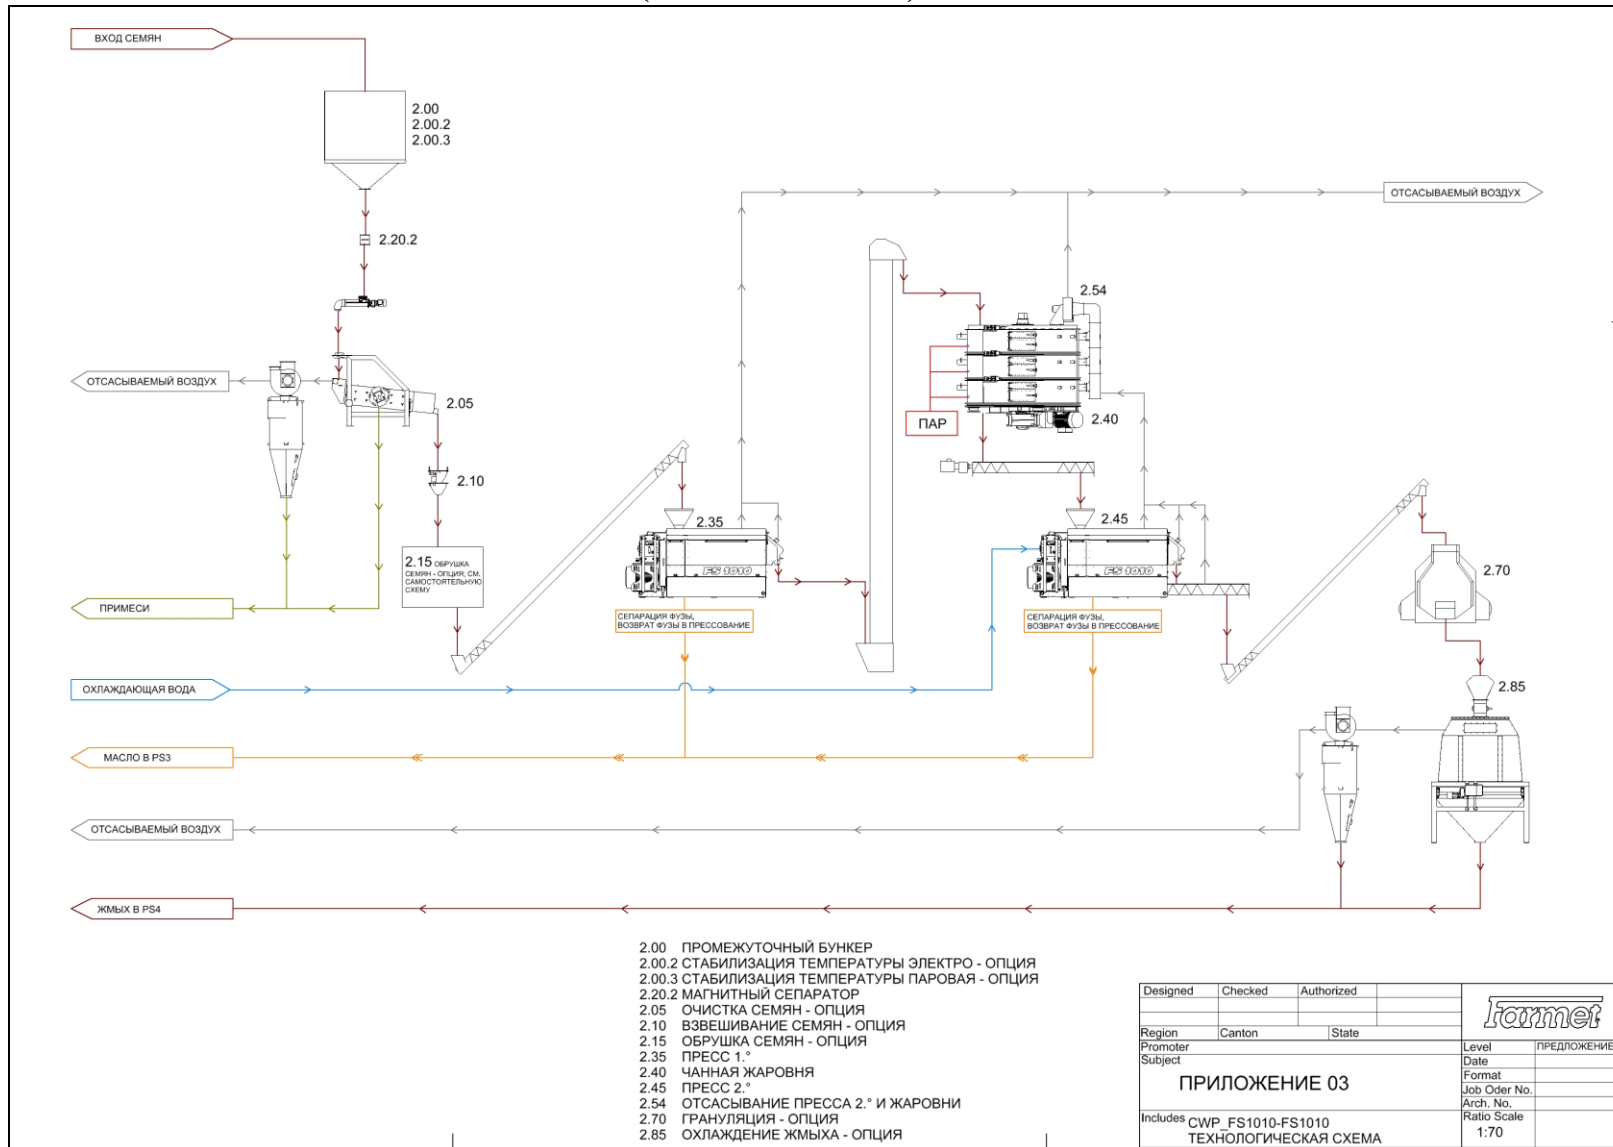 ВХОД СЕМЯН
2.00
2.00.2
2.00.3
2.20.2
ОТСАСЫВАЕМЫЙ ВОЗДУХ
2.54
ОТСАСЫВАЕМЫЙ ВОЗДУХ
2.05
ПАР
2.40
2.10
2.35
2.45
2.15 ОБРУШКА
СЕМЯН - ОПЦИЯ, СМ.
САМОСТОЯТЕЛЬНУЮ
СХЕМУ
FS 1010
FS 1010
2.70
ПРИМЕСИ
СЕПАРАЦИЯ ФУЗЫ,
ВОЗВРАТ ФУЗЫ В ПРЕССОВАНИЕ
СЕПАРАЦИЯ ФУЗЫ,
ВОЗВРАТ ФУЗЫ В ПРЕССОВАНИЕ
ОХЛАЖДАЮЩАЯ ВОДА
2.85
МАСЛО В PS3
ОТСАСЫВАЕМЫЙ ВОЗДУХ
ЖМЫХ В PS4
2.00 ПРОМЕЖУТОЧНЫЙ БУНКЕР
2.00.2 СТАБИЛИЗАЦИЯ ТЕМПЕРАТУРЫ ЭЛЕКТРО - ОПЦИЯ
2.00.3 СТАБИЛИЗАЦИЯ ТЕМПЕРАТУРЫ ПАРОВАЯ - ОПЦИЯ
2.20.2 МАГНИТНЫЙ СЕПАРАТОР
2.05 ОЧИСТКА СЕМЯН - ОПЦИЯ
2.10 ВЗВЕШИВАНИЕ СЕМЯН - ОПЦИЯ
2.15 ОБРУШКА СЕМЯН - ОПЦИЯ
2.35 ПРЕСС 1.°
2.40 ЧАННАЯ ЖАРОВНЯ
2.45 ПРЕСС 2.°
2.54 ОТСАСЫВАНИЕ ПРЕССА 2.° И ЖАРОВНИ
2.70 ГРАНУЛЯЦИЯ - ОПЦИЯ
2.85 ОХЛАЖДЕНИЕ ЖМЫХА - ОПЦИЯ
Designed Checked Authorized
Farmet
Region Canton State
Promoter
Level ПРЕДЛОЖЕНИЕ
Subject
Date
ПРИЛОЖЕНИЕ 03
Format
Job Oder No.
Arch. No.
Includes CWP_FS1010-FS1010
ТЕХНОЛОГИЧЕСКАЯ СХЕМА
Ratio Scale
1:70